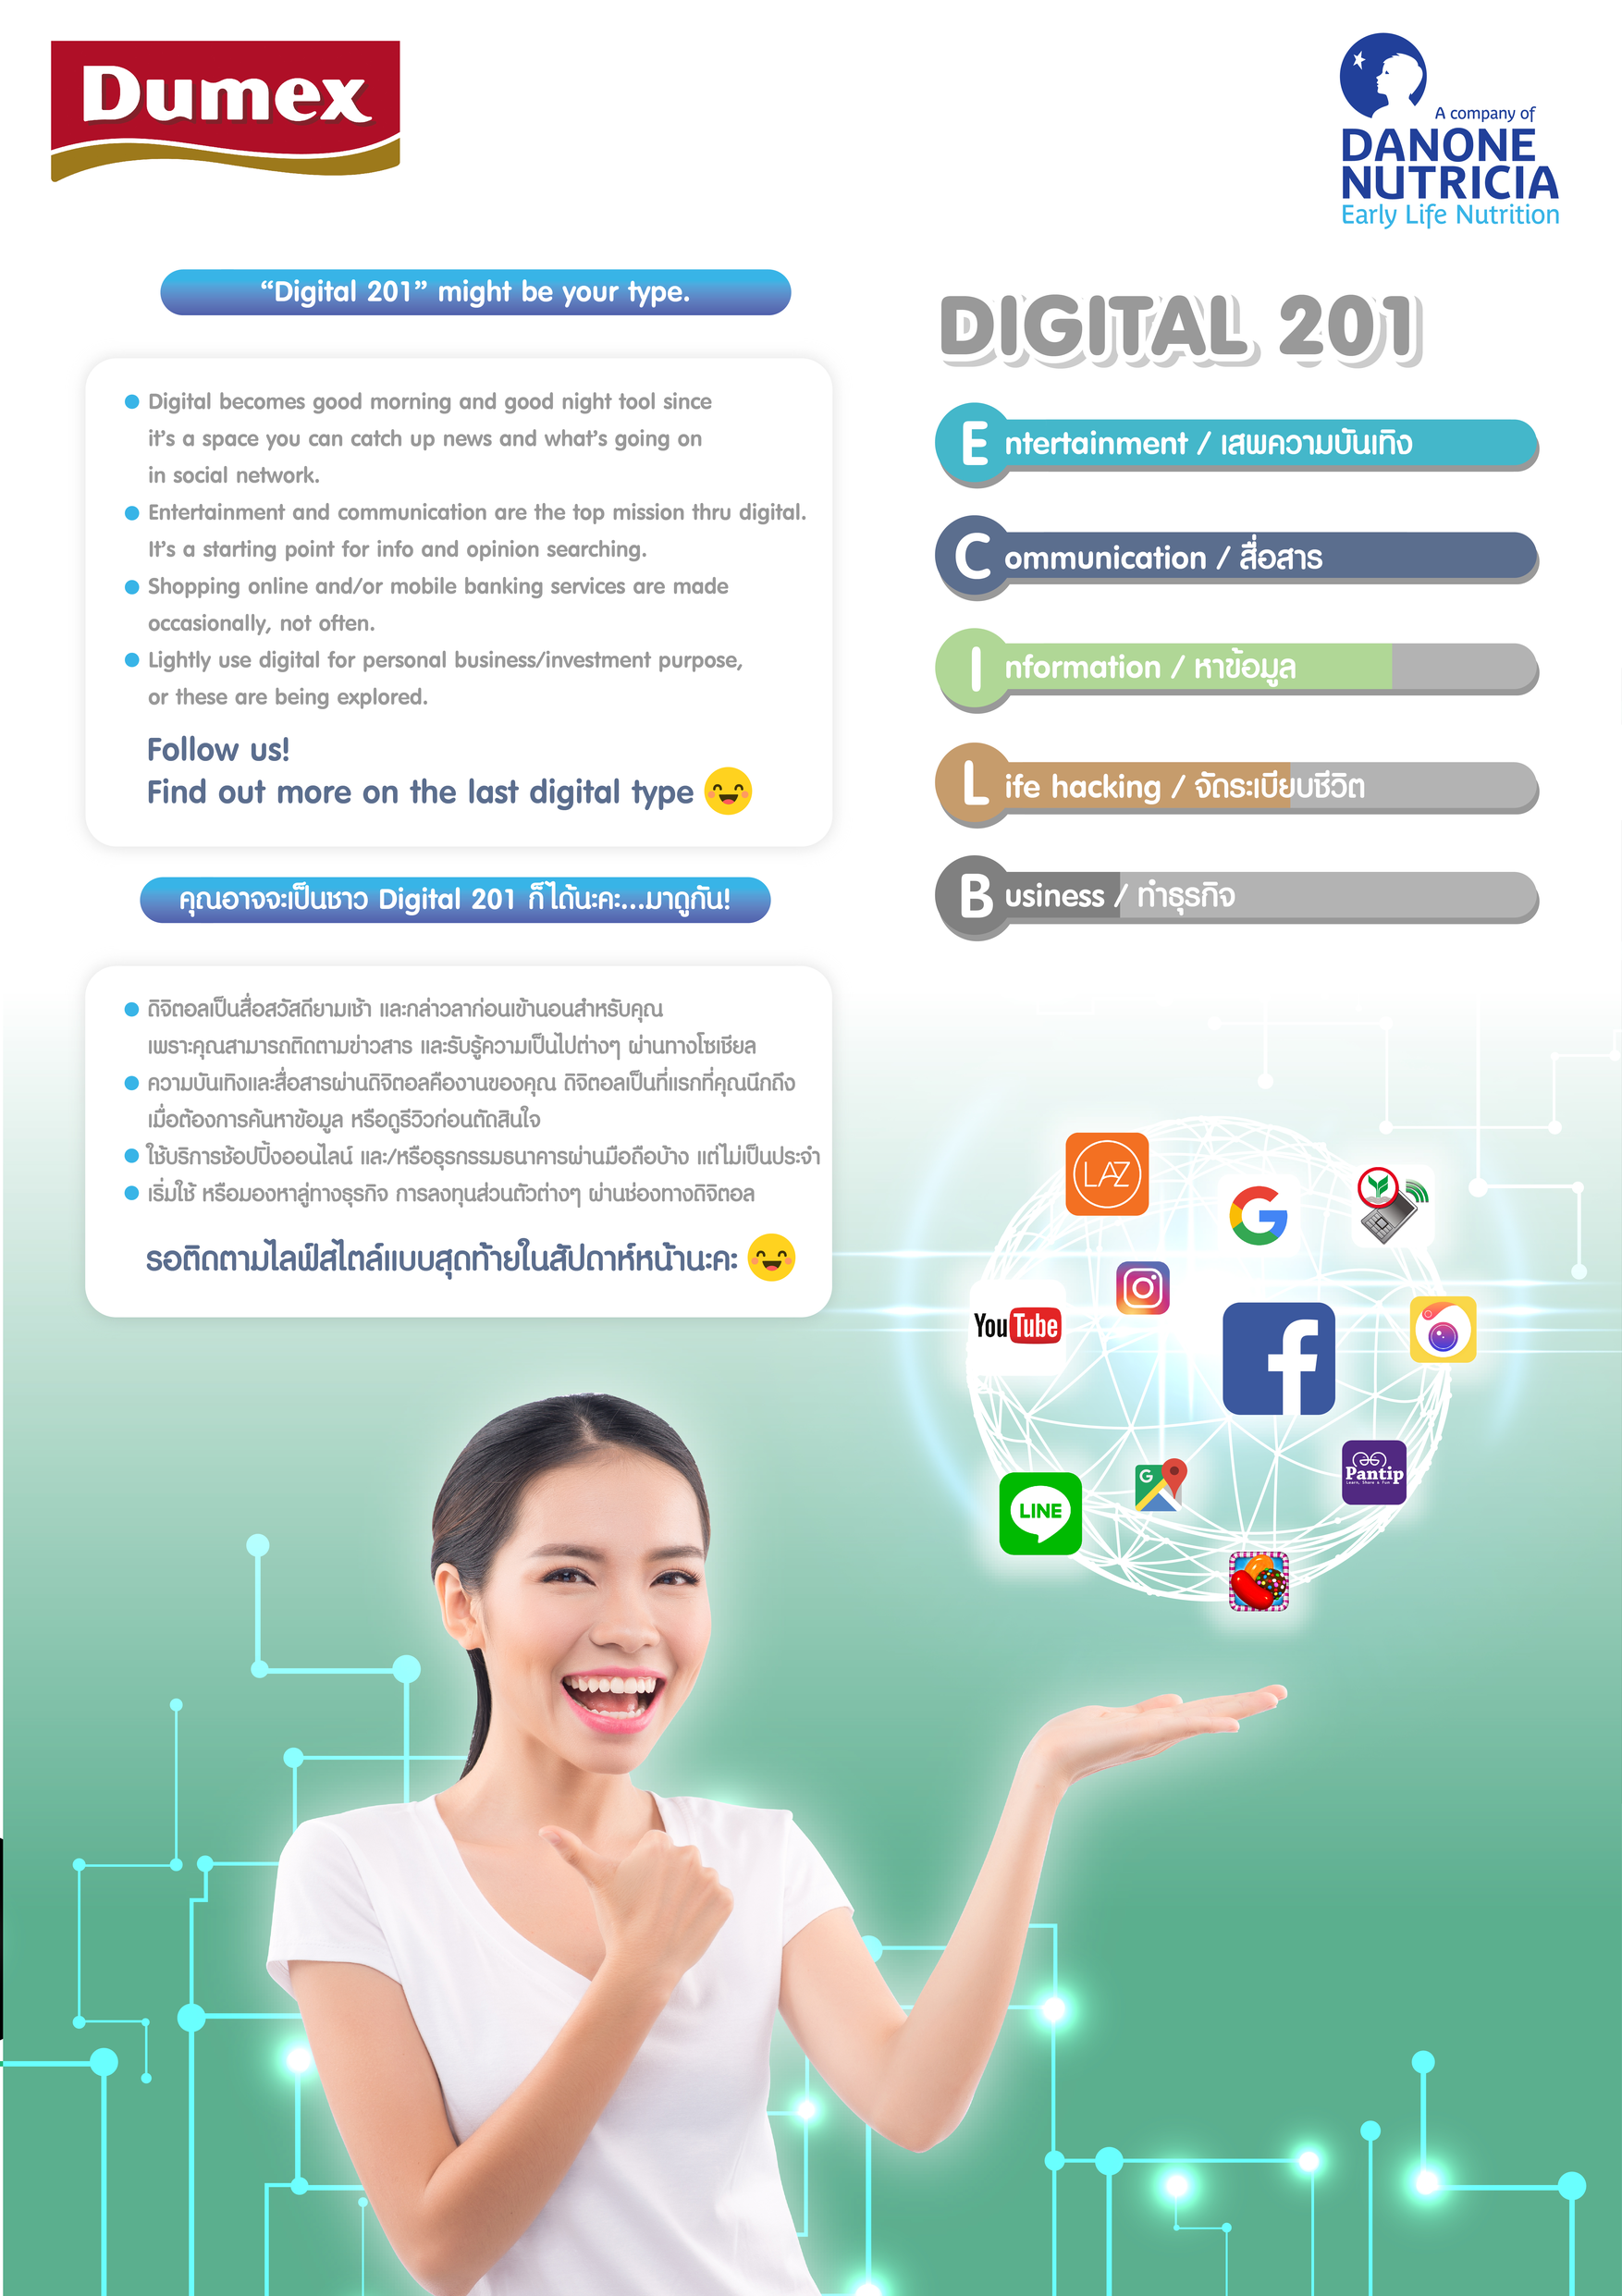 Dumex
A company of
DANONE
NUTRICIA
Early Life Nutrition
“Digital 201” might be your type.
Digital becomes good morning and good night tool since
it’s a space you can catch up news and what’s going on
in social network.
Entertainment and communication are the top mission thru digital.
It’s a starting point for info and opinion searching.
Shopping online and/or mobile banking services are made
occasionally, not often.
Lightly use digital for personal business/investment purpose,
or these are being explored.
Follow us!
Find out more on the last digital type
คุณอาจจะเป็นชาว Digital 201 ก็ได้นะคะ...มาดูกัน!
ดิจิตอลเป็นสื่อสวัสดียามเช้า และกล่าวลาก่อนเข้านอนสำหรับคุณ
เพราะคุณสามารถติดตามข่าวสาร และรับรู้ความเป็นไปต่างๆ ผ่านทางโซเชียล
ความบันเทิงและสื่อสารผ่านดิจิตอลคืองานของคุณ ดิจิตอลเป็นที่แรกที่คุณนึกถึง
เมื่อต้องการค้นหาข้อมูล หรือดูรีวิวก่อนตัดสินใจ
ใช้บริการช้อปปิ้งออนไลน์ และ/หรือธุรกรรมธนาคารผ่านมือถือบ้าง แต่ไม่เป็นประจำ
เริ่มใช้ หรือมองหาลู่ทางธุรกิจ การลงทุนส่วนตัวต่างๆ ผ่านช่องทางดิจิตอล
รอติดตามไลฟ์สไตล์แบบสุดท้ายในสัปดาห์หน้านะคะ
DIGITAL 201
Entertainment / เสพความบันเทิง
Communication / สื่อสาร
Information / หาข้อมูล
Life hacking / จัดระเบียบชีวิต
Business / ทำธุรกิจ
LAZ
G
YouTube
f
LINE
G
Pantip
Learn, Share & Fun